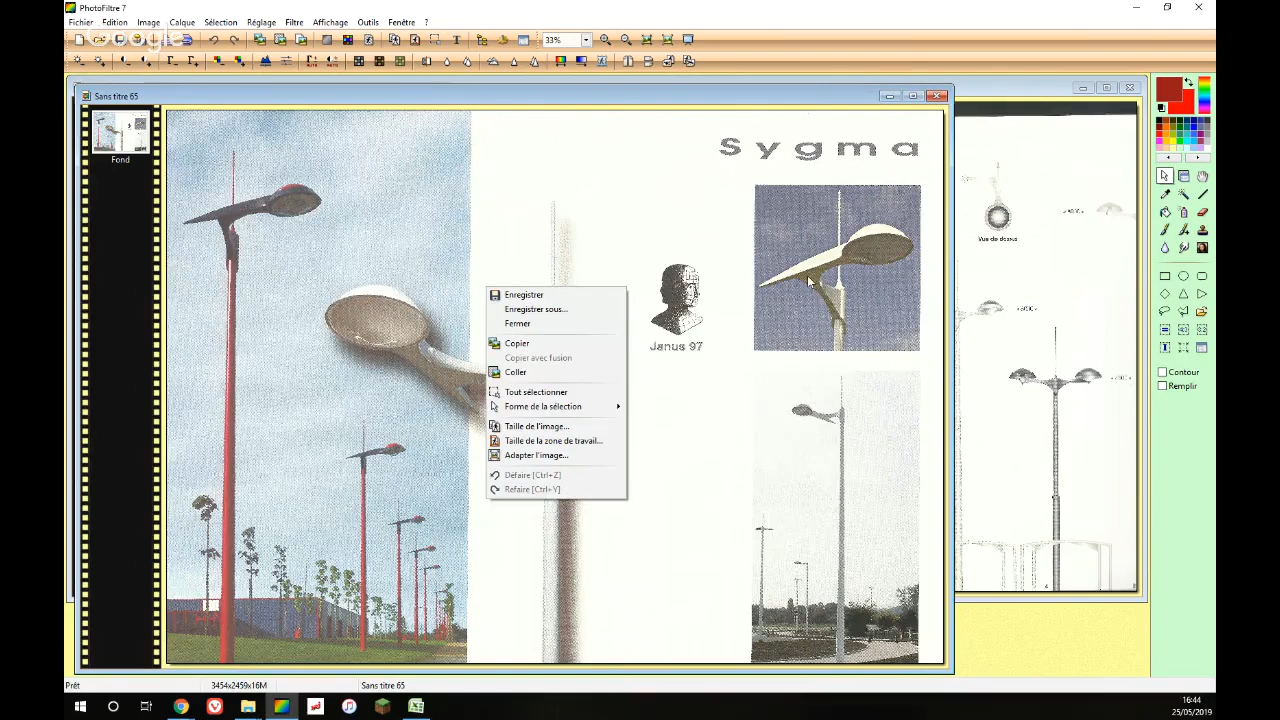 PhotoFiltre 7
Fichier Edition Image Calque Sélection Réglage Filtre Affichage Outils Fenêtre ?
Google
33%
Sans titre 65
Fond
Sygma
Janus 97
Vue de dessus
Enregistrer
Enregistrer sous...
Fermer
Copier
Copier avec fusion
Coller
Tout sélectionner
Forme de la sélection
Taille de l'image...
Taille de la zone de travail...
Adapter l'image...
Défaire [Ctrl+Z]
Refaire [Ctrl+Y]
Contour
Remplir
4
Prêt
3454x2459x16M
Sans titre 65
16:44
25/05/2019